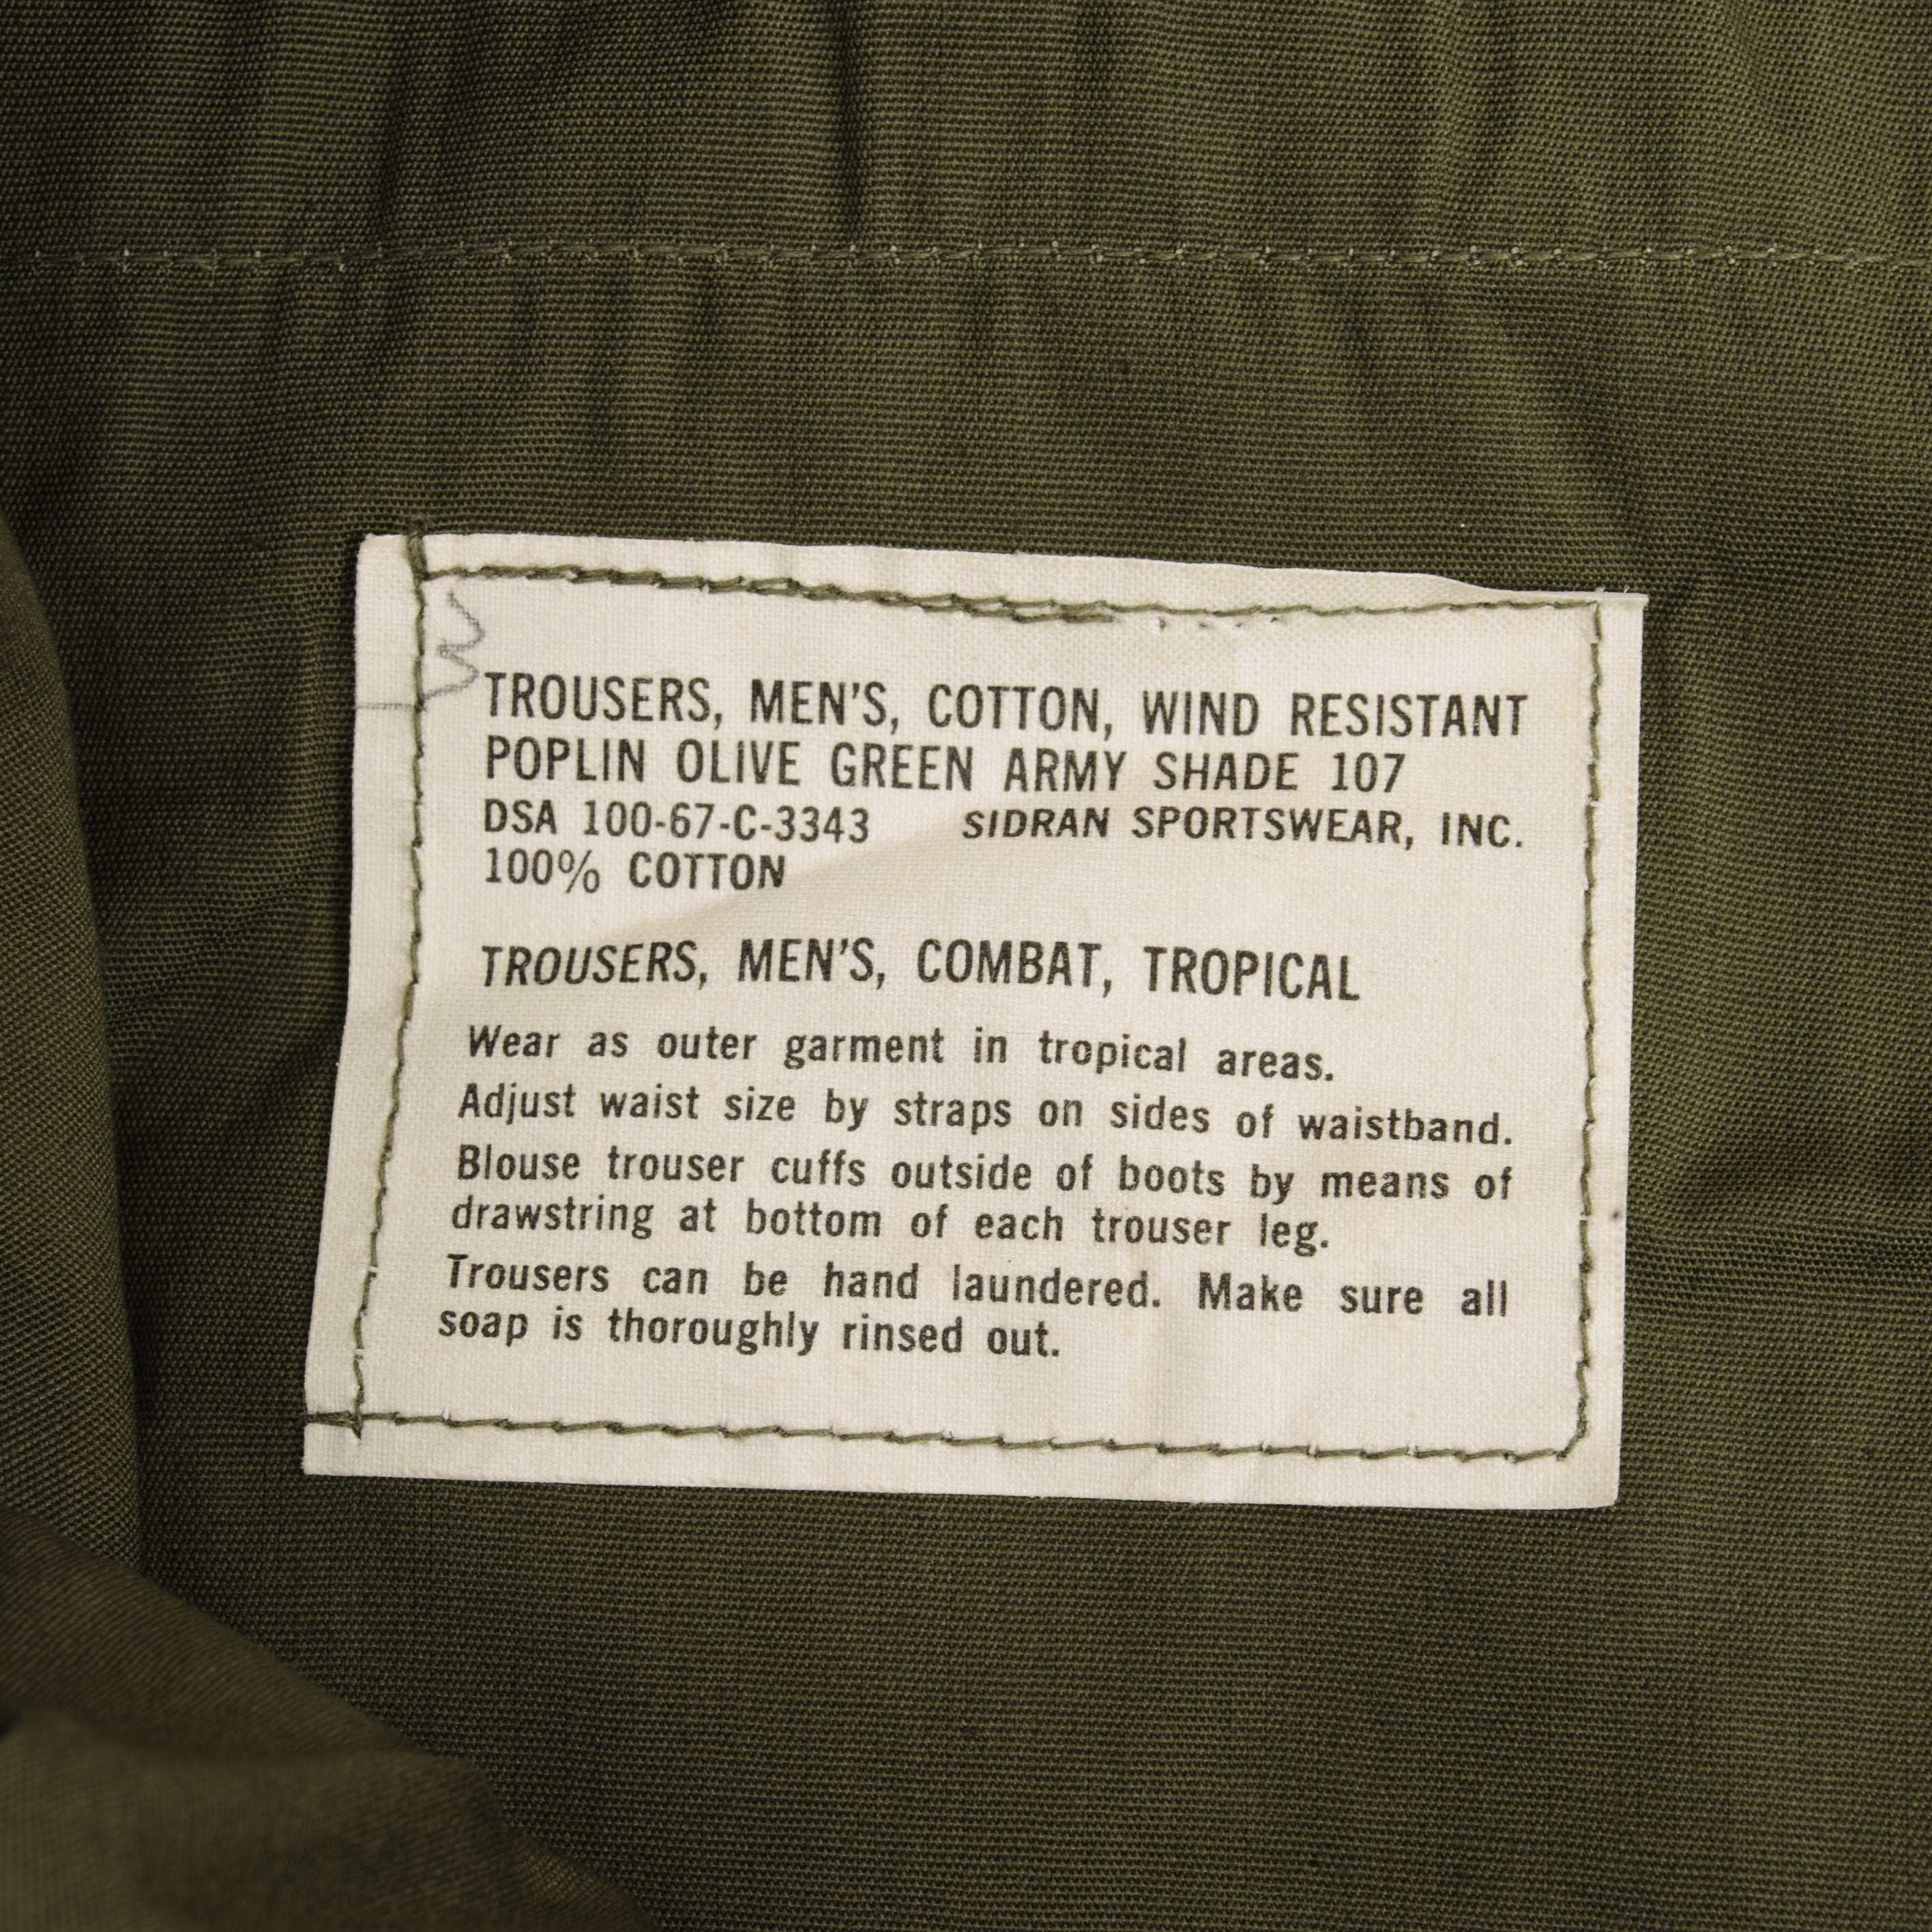 3
TROUSERS, MEN'S, COTTON, WIND RESISTANT
POPLIN OLIVE GREEN ARMY SHADE 107
DSA 100-67-C-3343 SIDRAN SPORTSWEAR, INC.
100% COTTON
TROUSERS, MEN'S, COMBAT, TROPICAL
Wear as outer garment in tropical areas.
Adjust waist size by straps on sides of waistband.
Blouse trouser cuffs outside of boots by means of
drawstring at bottom of each trouser leg.
Trousers can be hand laundered. Make sure all
soap is thoroughly rinsed out.